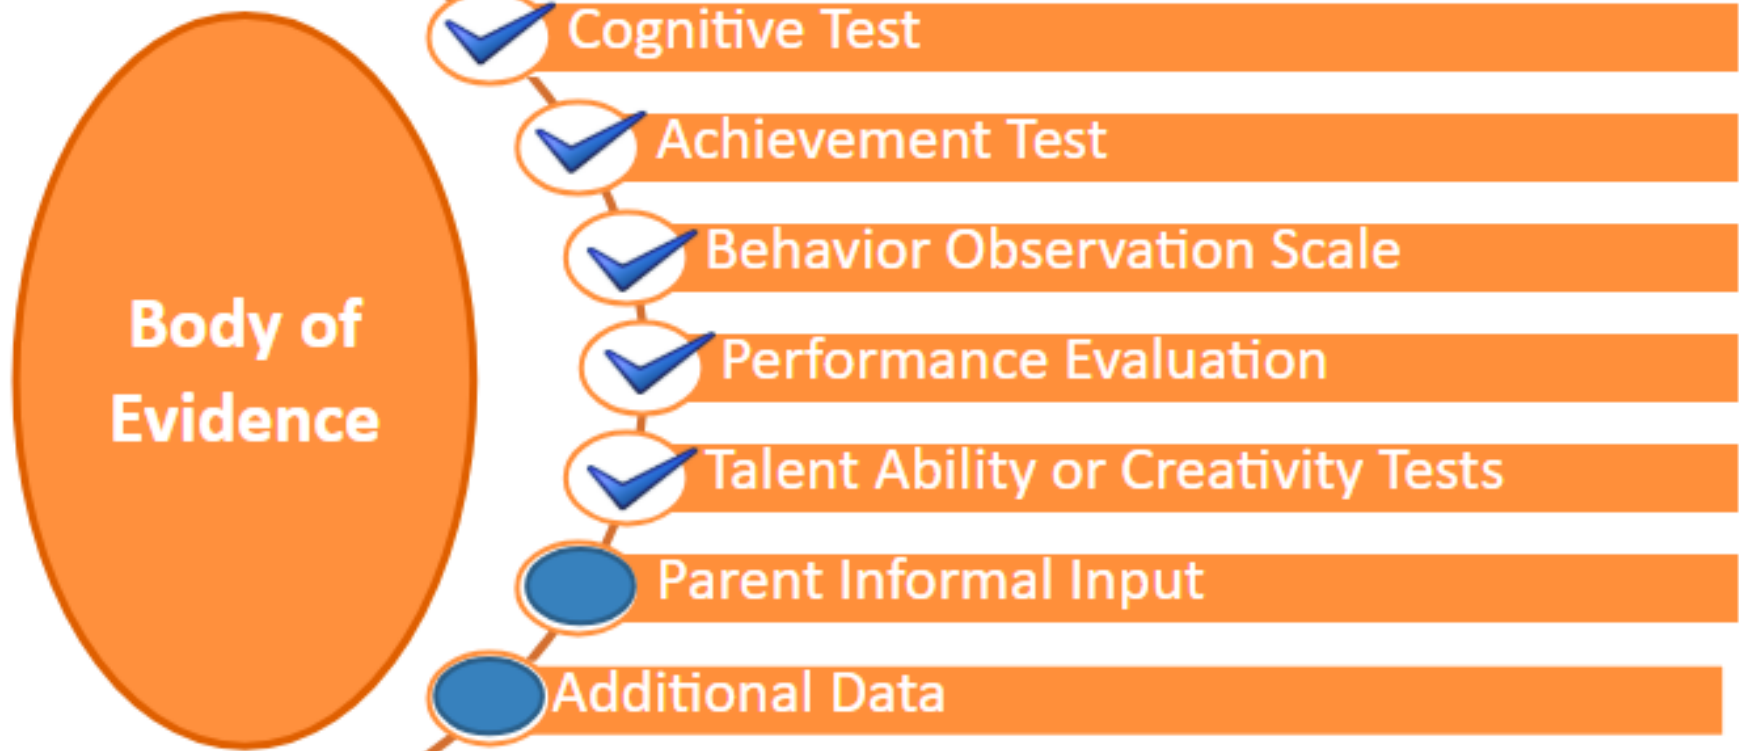 Body of
Evidence
Cognitive Test
Achievement Test
Behavior Observation Scale
Performance Evaluation
Talent Ability or Creativity Tests
Parent Informal Input
Additional Data